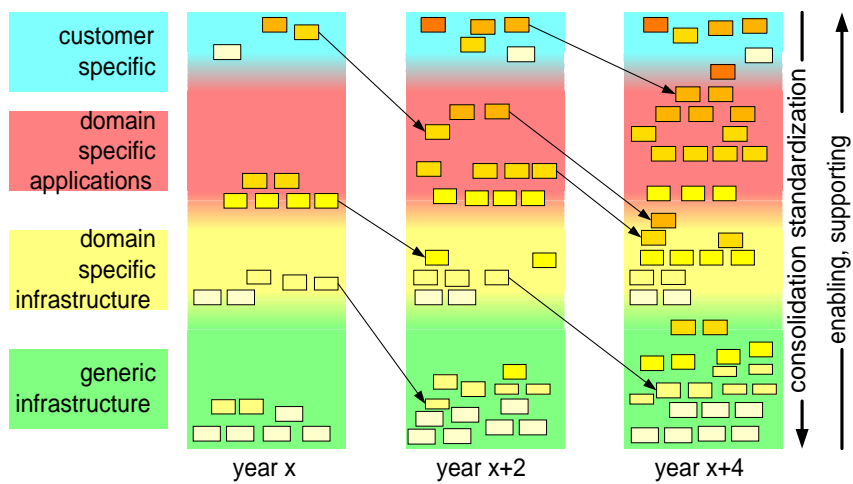 customer
specific
domain
specific
applications
domain
specific
infrastructure
generic
infrastructure
year x
year x+2
year x+4
consolidation standardization
enabling, supporting